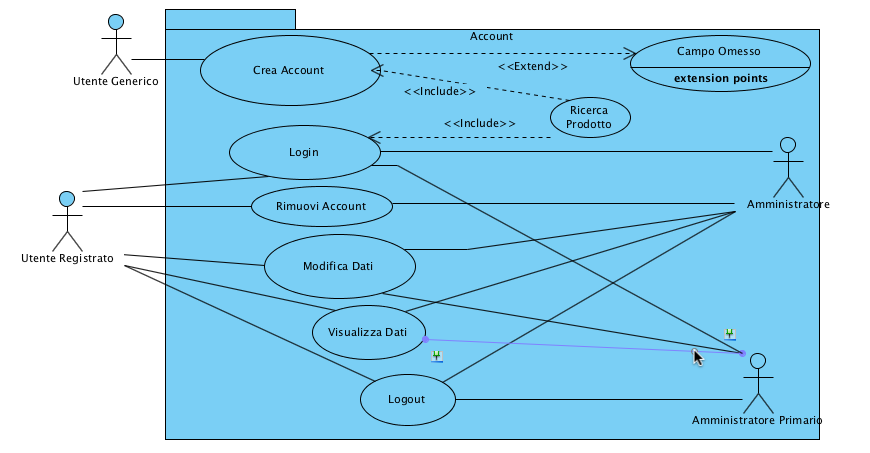 Account
Utente Generico
Crea Account
<<Extend>>
Campo Omesso
extension points
<<Include>>
Ricerca
Prodotto
<<Include>>
Login
Amministratore
Rimuovi Account
Utente Registrato
Modifica Dati
Visualizza Dati
Logout
Amministratore Primario